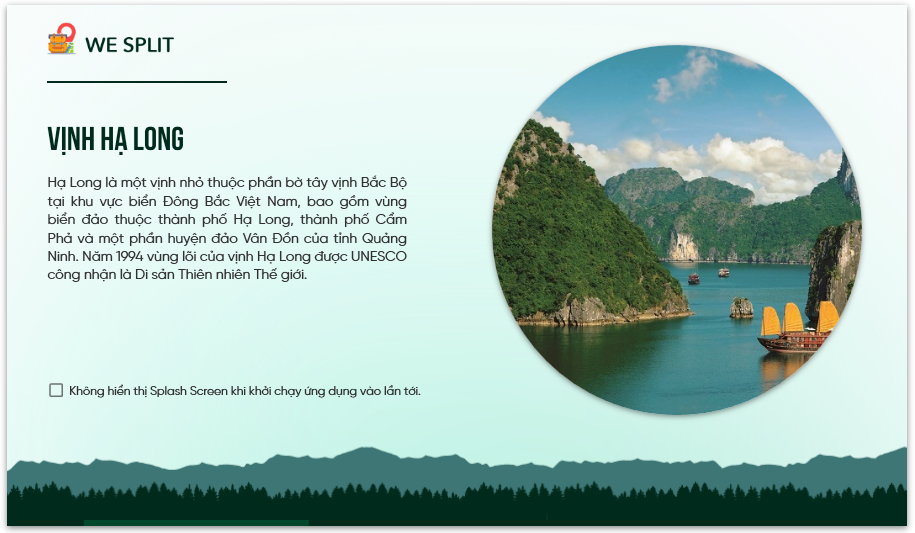 WE SPLIT
VỊNH HẠ LONG
Hạ Long là một vịnh nhỏ thuộc phần bờ tây vịnh Bắc Bộ
tại khu vực biển Đông Bắc Việt Nam, bao gồm vùng
biển đảo thuộc thành phố Hạ Long, thành phố Cẩm
Phả và một phần huyện đảo Vân Đồn của tỉnh Quảng
Ninh. Năm 1994 vùng lõi của vịnh Hạ Long được UNESCO
công nhận là Di sản Thiên nhiên Thế giới.
Không hiển thị Splash Screen khi khởi chạy ứng dụng vào lần tới.